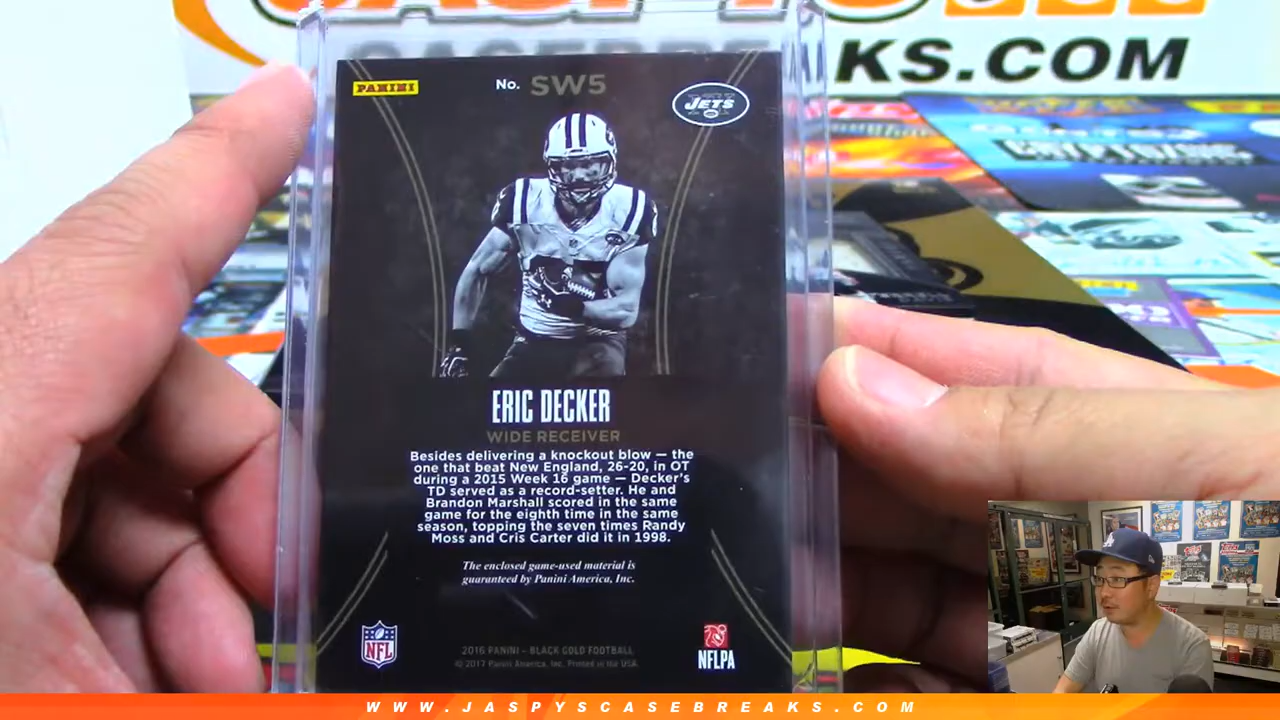 KS.COM
PANINI
No. SW5
JETS
ERIC DECKER
WIDE RECEIVER
Besides delivering a knockout blow — the
one that beat New England, 26-20, in OT
during a 2015 Week 16 game — Decker's
TD served as a record-setter. He and
Brandon Marshall scored in the same
game for the eighth time in the same
season, topping the seven times Randy
Moss and Cris Carter did it in 1998.
The enclosed game-used material is
guaranteed by Panini America, Inc.
NFL
NFLPA
2016 PANINI – BLACK GOLD FOOTBALL
© 2017 Panini America, Inc. Printed in the USA.
WWW.JASPYSCASEBREAKS.COM